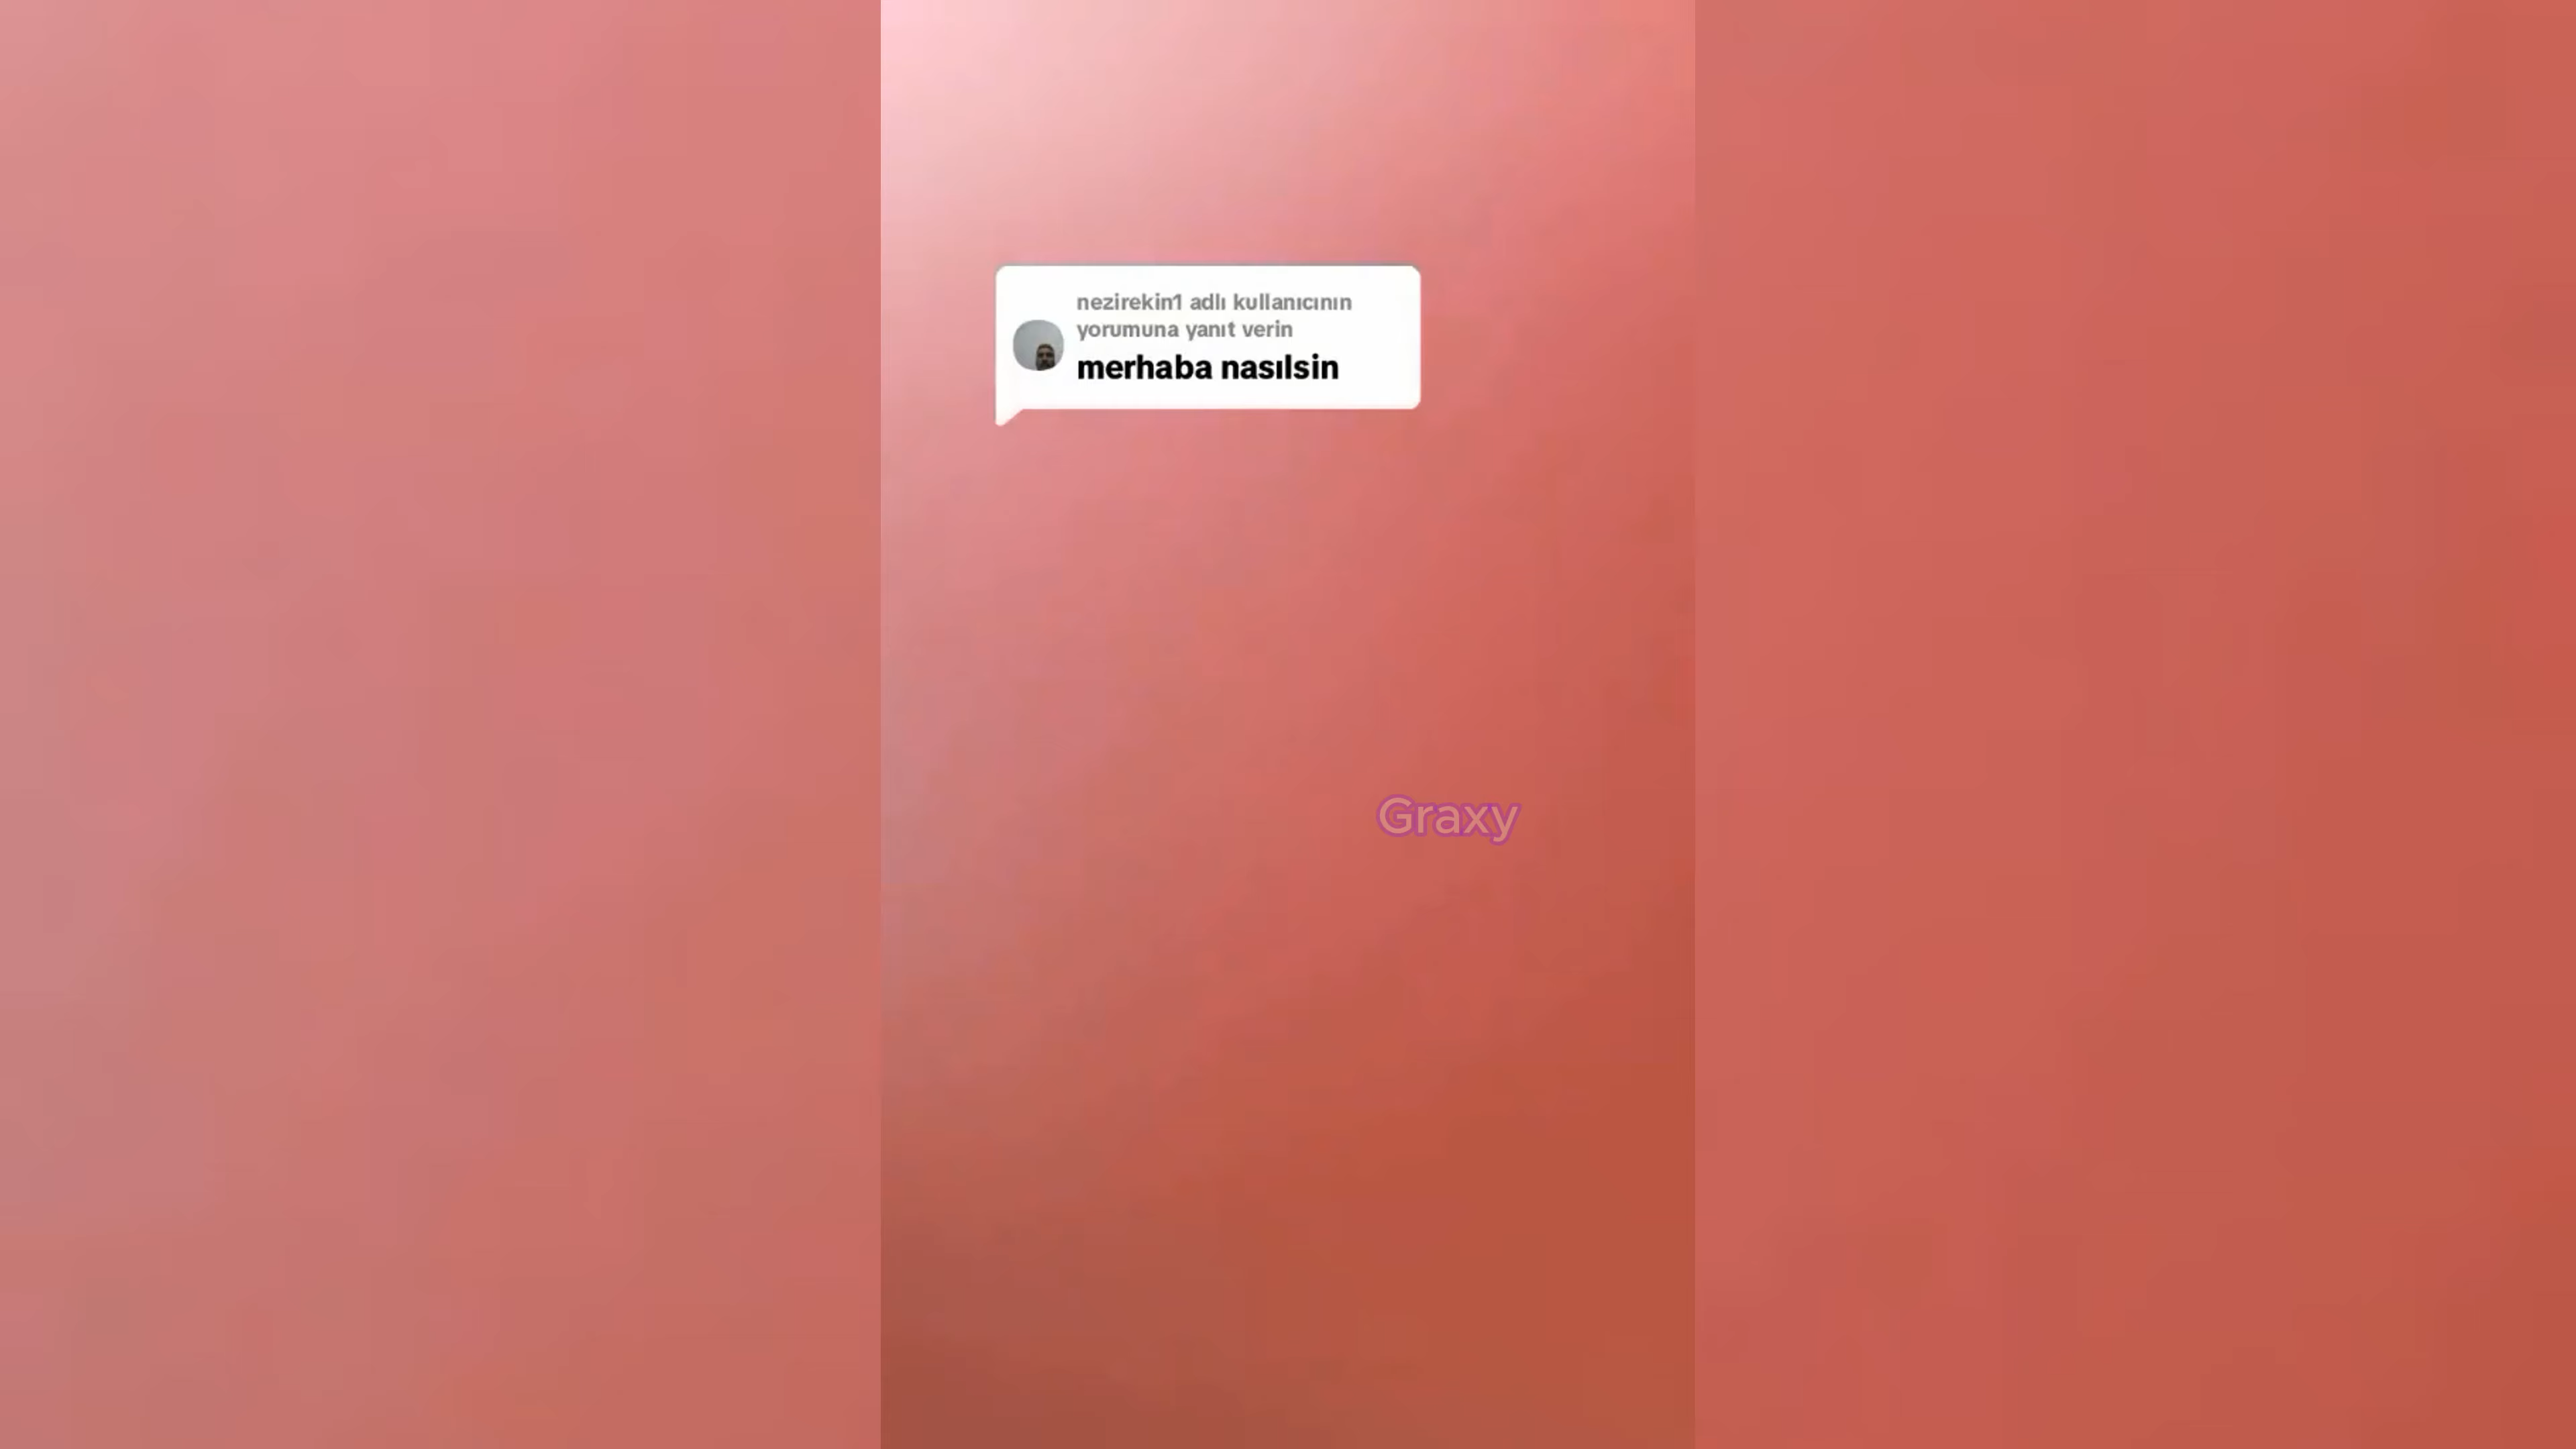 nezirekin1 adlı kullanıcının
yorumuna yanıt verin
merhaba nasılsin
Graxy